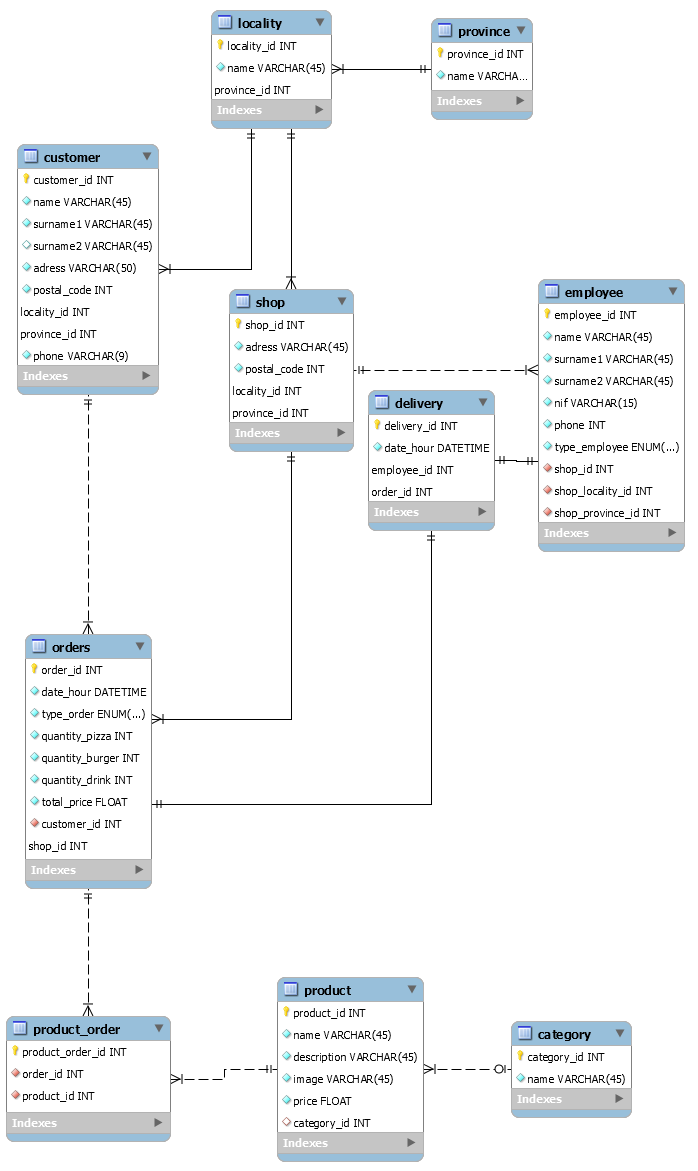 locality
locality_id INT
name VARCHAR(45)
province_id INT
Indexes
province
province_id INT
name VARCHA...
Indexes
customer
customer_id INT
name VARCHAR(45)
surname1 VARCHAR(45)
surname2 VARCHAR(45)
adress VARCHAR(50)
postal_code INT
locality_id INT
province_id INT
phone VARCHAR(9)
Indexes
shop
shop_id INT
adress VARCHAR(45)
postal_code INT
locality_id INT
province_id INT
Indexes
employee
employee_id INT
name VARCHAR(45)
surname1 VARCHAR(45)
surname2 VARCHAR(45)
nif VARCHAR(15)
phone INT
type_employee ENUM(...)
shop_id INT
shop_locality_id INT
shop_province_id INT
Indexes
delivery
delivery_id INT
date_hour DATETIME
employee_id INT
order_id INT
Indexes
orders
order_id INT
date_hour DATETIME
type_order ENUM(...)
quantity_pizza INT
quantity_burger INT
quantity_drink INT
total_price FLOAT
customer_id INT
shop_id INT
Indexes
product_order
product_order_id INT
order_id INT
product_id INT
Indexes
product
product_id INT
name VARCHAR(45)
description VARCHAR(45)
image VARCHAR(45)
price FLOAT
category_id INT
Indexes
category
category_id INT
name VARCHAR(45)
Indexes